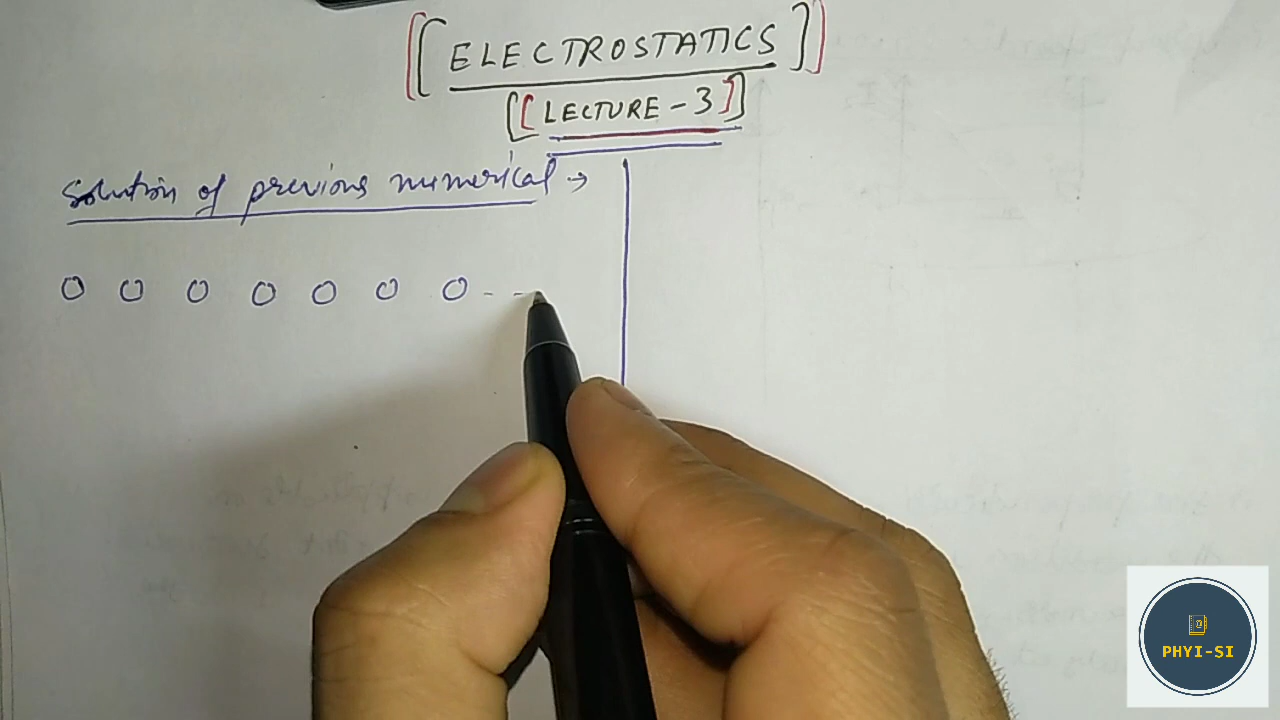 [[ELECTROSTATICS]]
[[LECTURE-3]]
Solution of previous numerical →
O O O O O O O - -
PHYI-SI